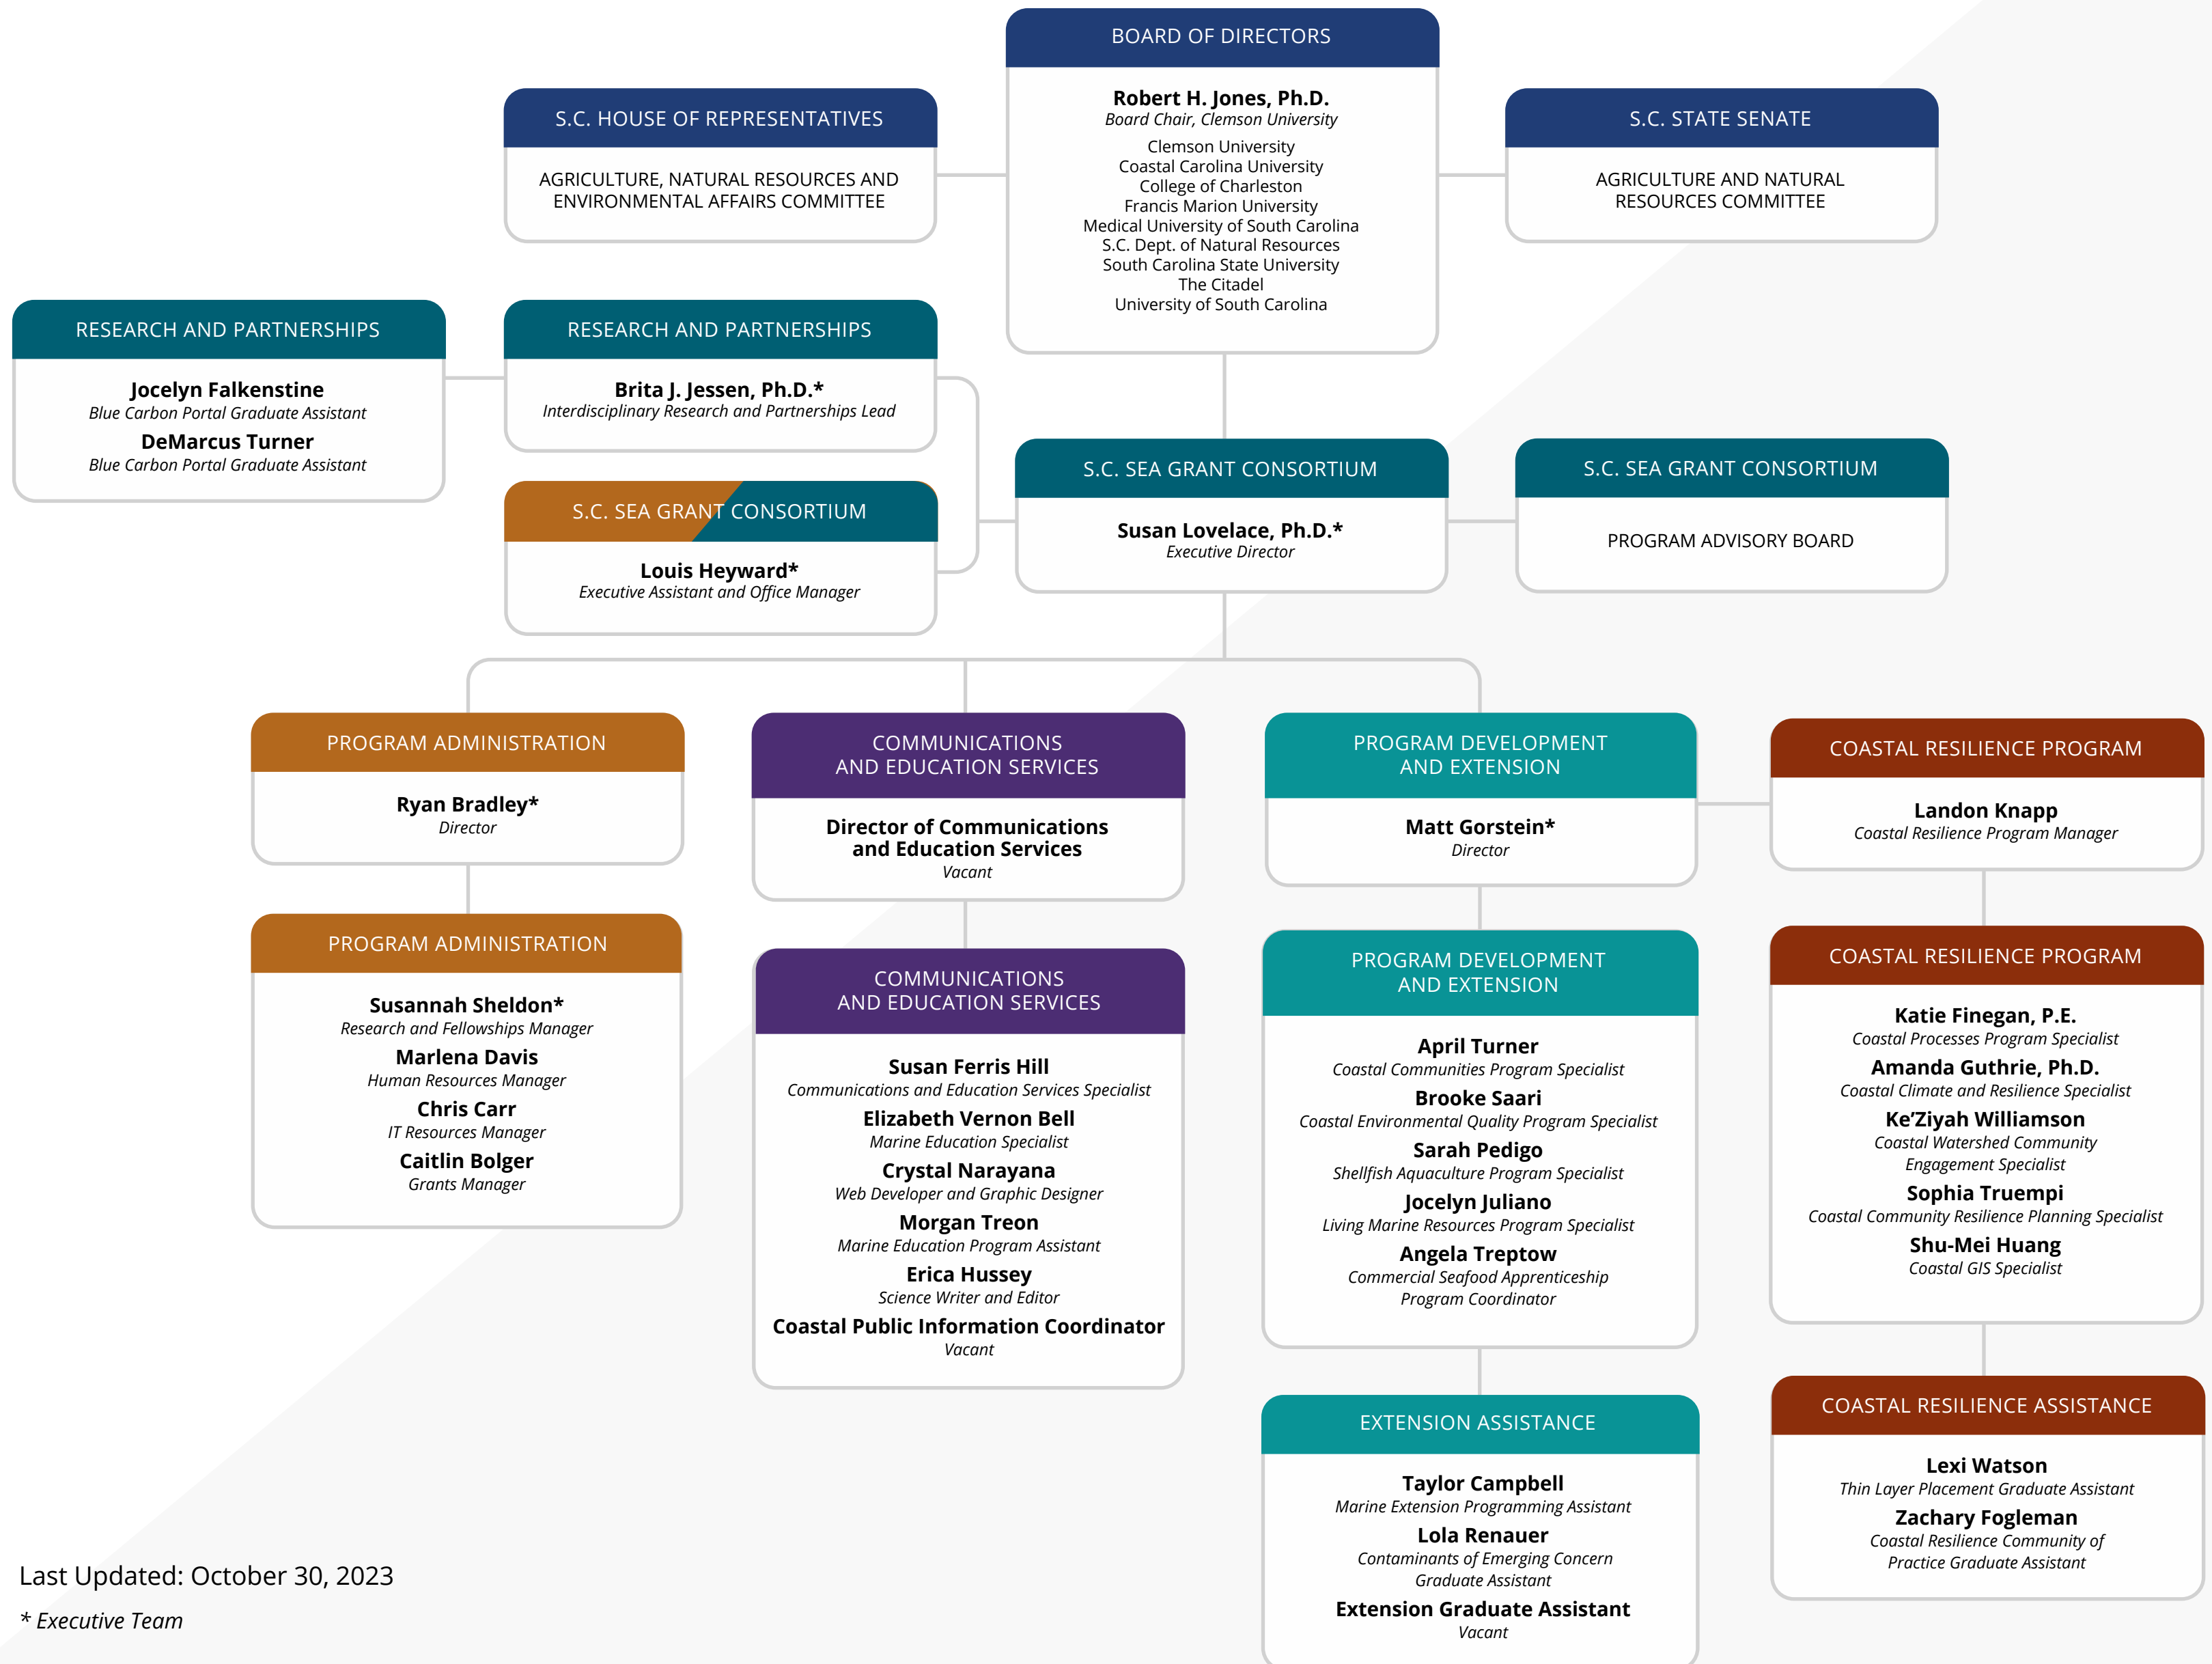 BOARD OF DIRECTORS
Robert H. Jones, Ph.D.
Board Chair, Clemson University
Clemson University
Coastal Carolina University
College of Charleston
Francis Marion University
Medical University of South Carolina
S.C. Dept. of Natural Resources
South Carolina State University
The Citadel
University of South Carolina
S.C. HOUSE OF REPRESENTATIVES
AGRICULTURE, NATURAL RESOURCES AND
ENVIRONMENTAL AFFAIRS COMMITTEE
S.C. STATE SENATE
AGRICULTURE AND NATURAL
RESOURCES COMMITTEE
RESEARCH AND PARTNERSHIPS
Jocelyn Falkenstine
Blue Carbon Portal Graduate Assistant
DeMarcus Turner
Blue Carbon Portal Graduate Assistant
RESEARCH AND PARTNERSHIPS
Brita J. Jessen, Ph.D.*
Interdisciplinary Research and Partnerships Lead
S.C. SEA GRANT CONSORTIUM
Louis Heyward*
Executive Assistant and Office Manager
S.C. SEA GRANT CONSORTIUM
Susan Lovelace, Ph.D.*
Executive Director
S.C. SEA GRANT CONSORTIUM
PROGRAM ADVISORY BOARD
PROGRAM ADMINISTRATION
Ryan Bradley*
Director
PROGRAM ADMINISTRATION
Susannah Sheldon*
Research and Fellowships Manager
Marlena Davis
Human Resources Manager
Chris Carr
IT Resources Manager
Caitlin Bolger
Grants Manager
COMMUNICATIONS
AND EDUCATION SERVICES
Director of Communications
and Education Services
Vacant
COMMUNICATIONS
AND EDUCATION SERVICES
Susan Ferris Hill
Communications and Education Services Specialist
Elizabeth Vernon Bell
Marine Education Specialist
Crystal Narayana
Web Developer and Graphic Designer
Morgan Treon
Marine Education Program Assistant
Erica Hussey
Science Writer and Editor
Coastal Public Information Coordinator
Vacant
PROGRAM DEVELOPMENT
AND EXTENSION
Matt Gorstein*
Director
PROGRAM DEVELOPMENT
AND EXTENSION
April Turner
Coastal Communities Program Specialist
Brooke Saari
Coastal Environmental Quality Program Specialist
Sarah Pedigo
Shellfish Aquaculture Program Specialist
Jocelyn Juliano
Living Marine Resources Program Specialist
Angela Treptow
Commercial Seafood Apprenticeship
Program Coordinator
EXTENSION ASSISTANCE
Taylor Campbell
Marine Extension Programming Assistant
Lola Renauer
Contaminants of Emerging Concern
Graduate Assistant
Extension Graduate Assistant
Vacant
COASTAL RESILIENCE PROGRAM
Landon Knapp
Coastal Resilience Program Manager
COASTAL RESILIENCE PROGRAM
Katie Finegan, P.E.
Coastal Processes Program Specialist
Amanda Guthrie, Ph.D.
Coastal Climate and Resilience Specialist
Ke’Ziyah Williamson
Coastal Watershed Community
Engagement Specialist
Sophia Truempi
Coastal Community Resilience Planning Specialist
Shu-Mei Huang
Coastal GIS Specialist
COASTAL RESILIENCE ASSISTANCE
Lexi Watson
Thin Layer Placement Graduate Assistant
Zachary Fogleman
Coastal Resilience Community of
Practice Graduate Assistant
Last Updated: October 30, 2023
* Executive Team